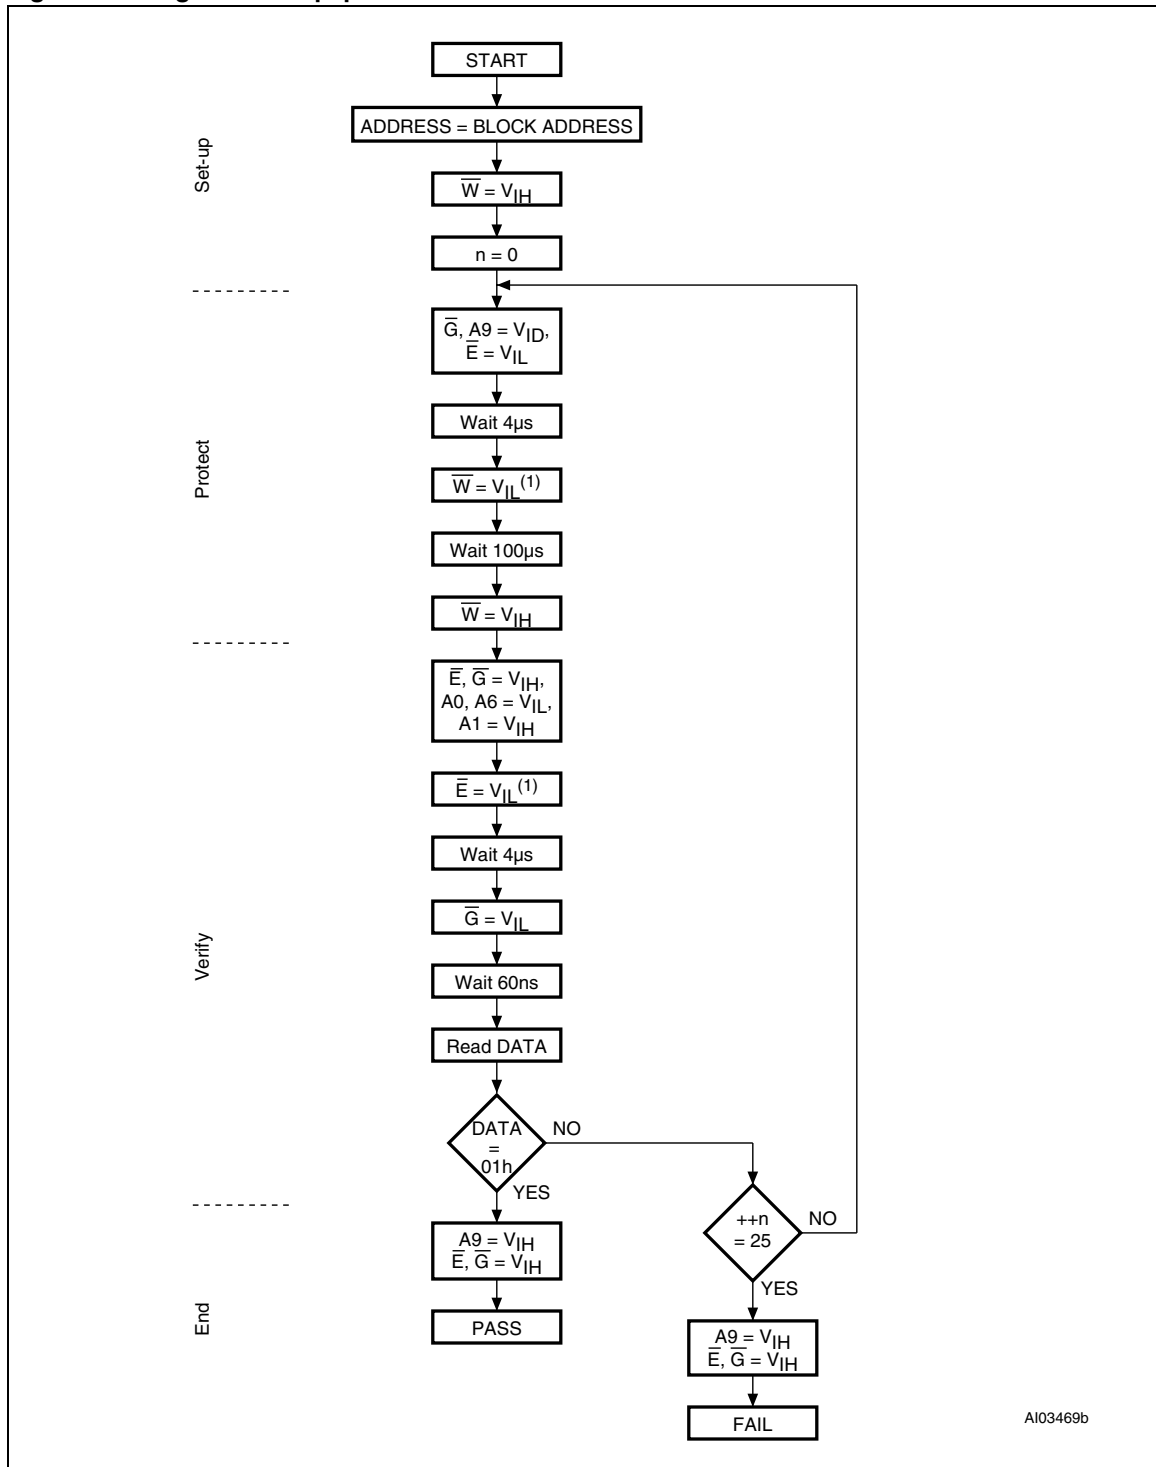 START
ADDRESS = BLOCK ADDRESS
Set-up
W̅ = VIH
n = 0
G̅, A9 = VID,
E̅ = VIL
Wait 4µs
Protect
W̅ = VIL(1)
Wait 100µs
W̅ = VIH
E̅, G̅ = VIH,
A0, A6 = VIL,
A1 = VIH
E̅ = VIL(1)
Wait 4µs
G̅ = VIL
Verify
Wait 60ns
Read DATA
DATA
=
01h
NO
YES
++n
= 25
NO
YES
A9 = VIH
E̅, G̅ = VIH
End
PASS
A9 = VIH
E̅, G̅ = VIH
FAIL
AI03469b